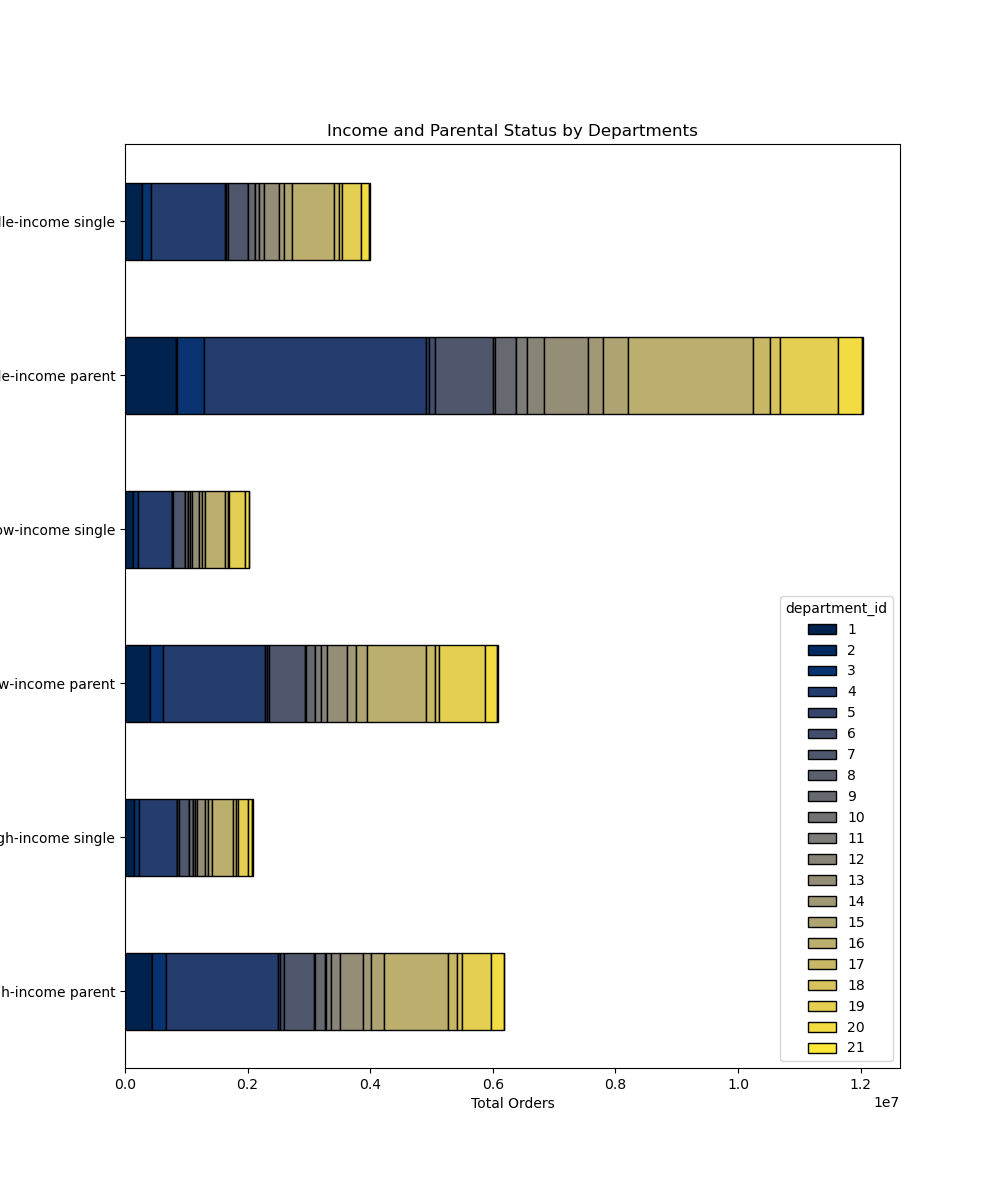 Income and Parental Status by Departments
dle-income single
le-income parent
ow-income single
w-income parent
gh-income single
h-income parent
department_id
1
2
3
4
5
6
7
8
9
10
11
12
13
14
15
16
17
18
19
20
21
0.0 0.2 0.4 0.6 0.8 1.0 1.2
Total Orders
1e7